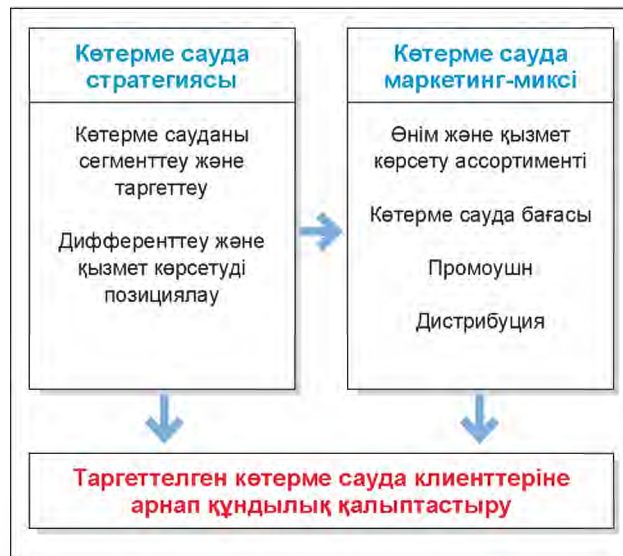 Көтерме сауда
стратегиясы
Көтерме сауданы
сегменттеу және
таргеттеу
Дифференттеу және
қызмет көрсетуді
позициялау
Көтерме сауда
маркетинг-миксі
Өнім және қызмет
көрсету ассортименті
Көтерме сауда бағасы
Промоушн
Дистрибуция
Таргеттелген көтерме сауда клиенттеріне
арнап құндылық қалыптастыру